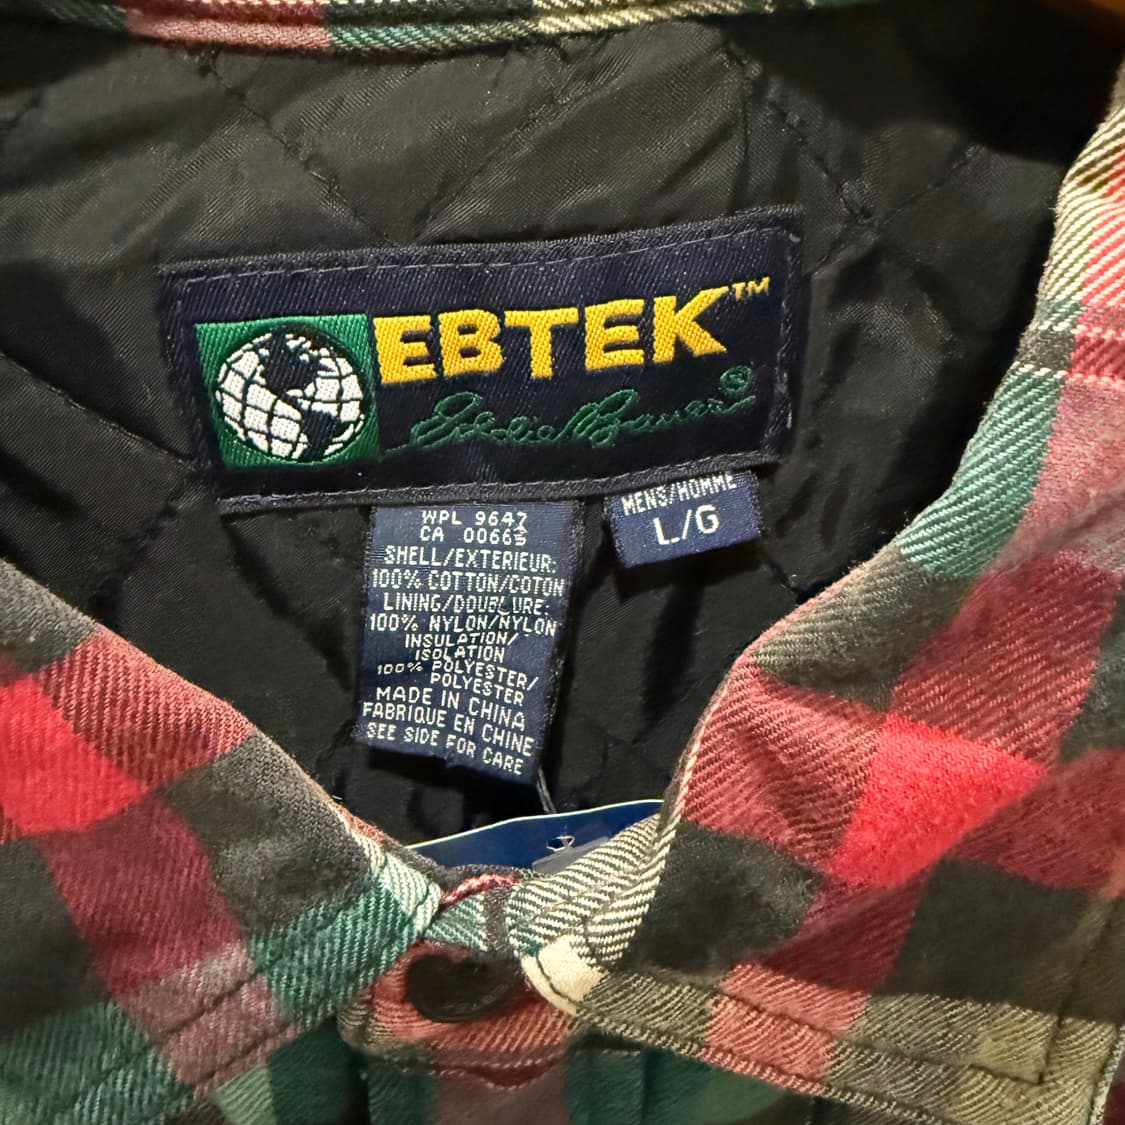 EBTEK™
Eddie Bauer®
MENS/HOMME
L/G
WPL 9647
CA 00663
SHELL/EXTERIEUR:
100% COTTON/COTON
LINING/DOUBLURE:
100% NYLON/NYLON
INSULATION/
ISOLATION
100% POLYESTER/
POLYESTER
MADE IN CHINA
FABRIQUE EN CHINE
SEE SIDE FOR CARE